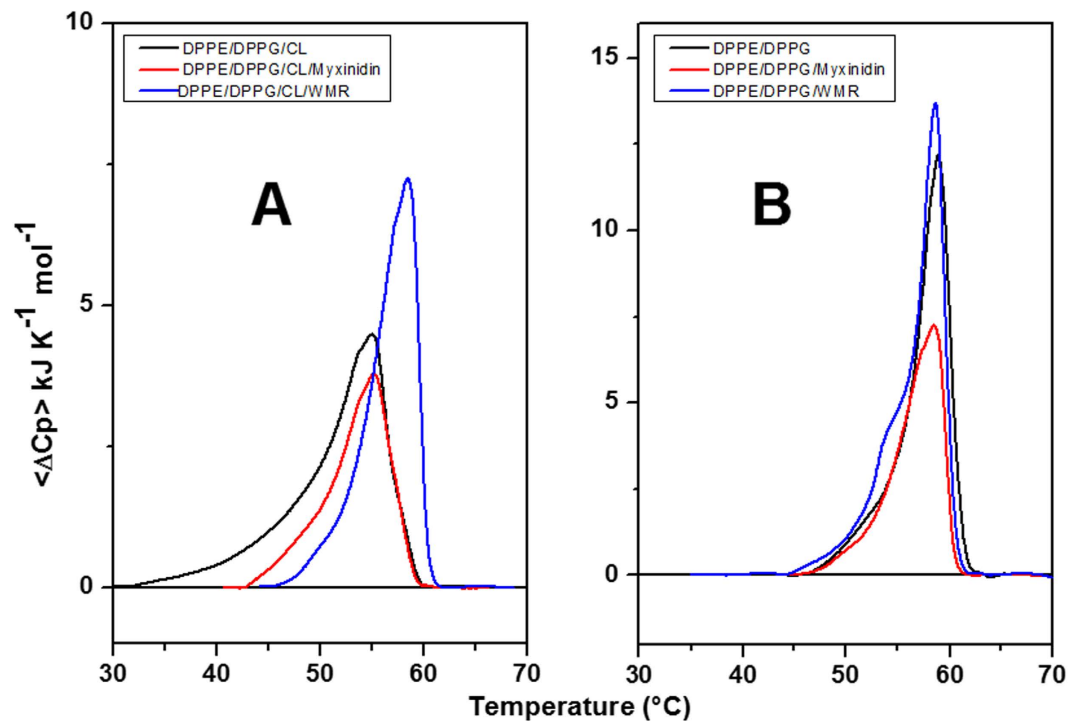 10
5
0
DPPE/DPPG/CL
DPPE/DPPG/CL/Myxinidin
DPPE/DPPG/CL/WMR
A
30 40 50 60 70
15
10
5
0
DPPE/DPPG
DPPE/DPPG/Myxinidin
DPPE/DPPG/WMR
B
30 40 50 60 70
<ΔCp> kJ K⁻¹ mol⁻¹
Temperature (°C)